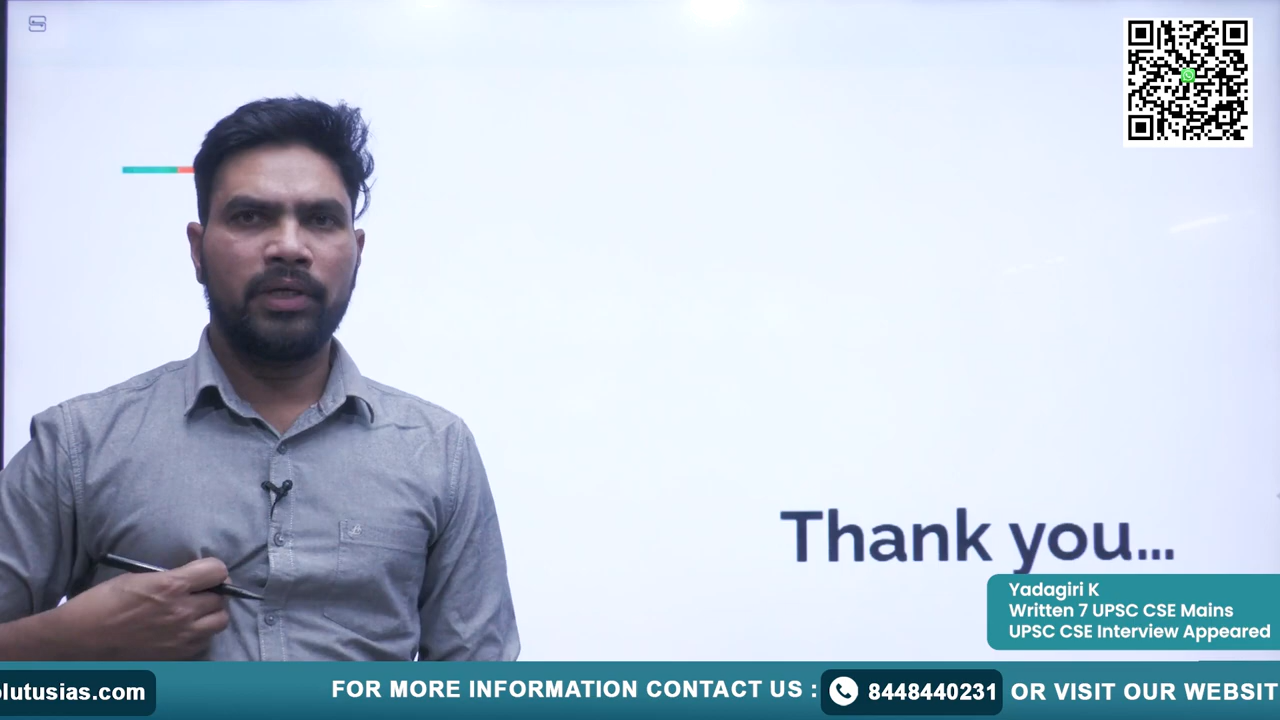 Thank you...
Yadagiri K
Written 7 UPSC CSE Mains
UPSC CSE Interview Appeared
lutusias.com FOR MORE INFORMATION CONTACT US : 8448440231 OR VISIT OUR WEBSIT